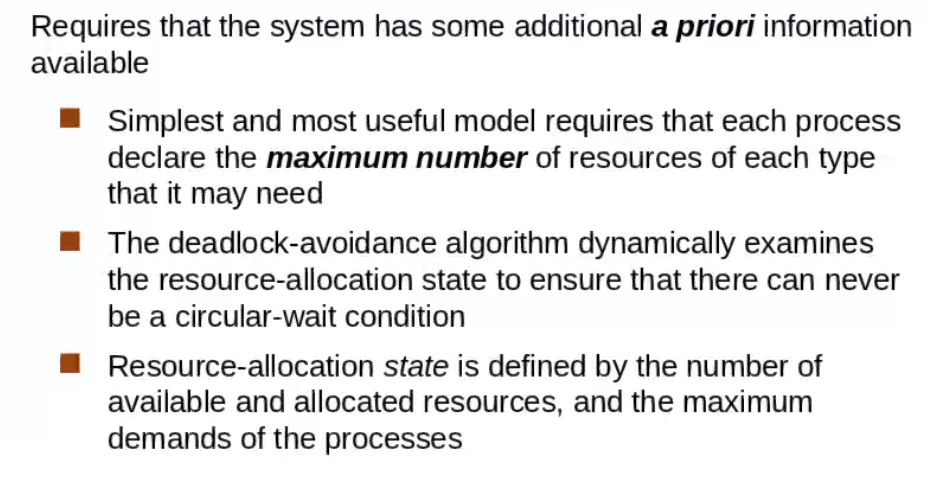 Requires that the system has some additional a priori information
available
Simplest and most useful model requires that each process
declare the maximum number of resources of each type
that it may need
The deadlock-avoidance algorithm dynamically examines
the resource-allocation state to ensure that there can never
be a circular-wait condition
Resource-allocation state is defined by the number of
available and allocated resources, and the maximum
demands of the processes